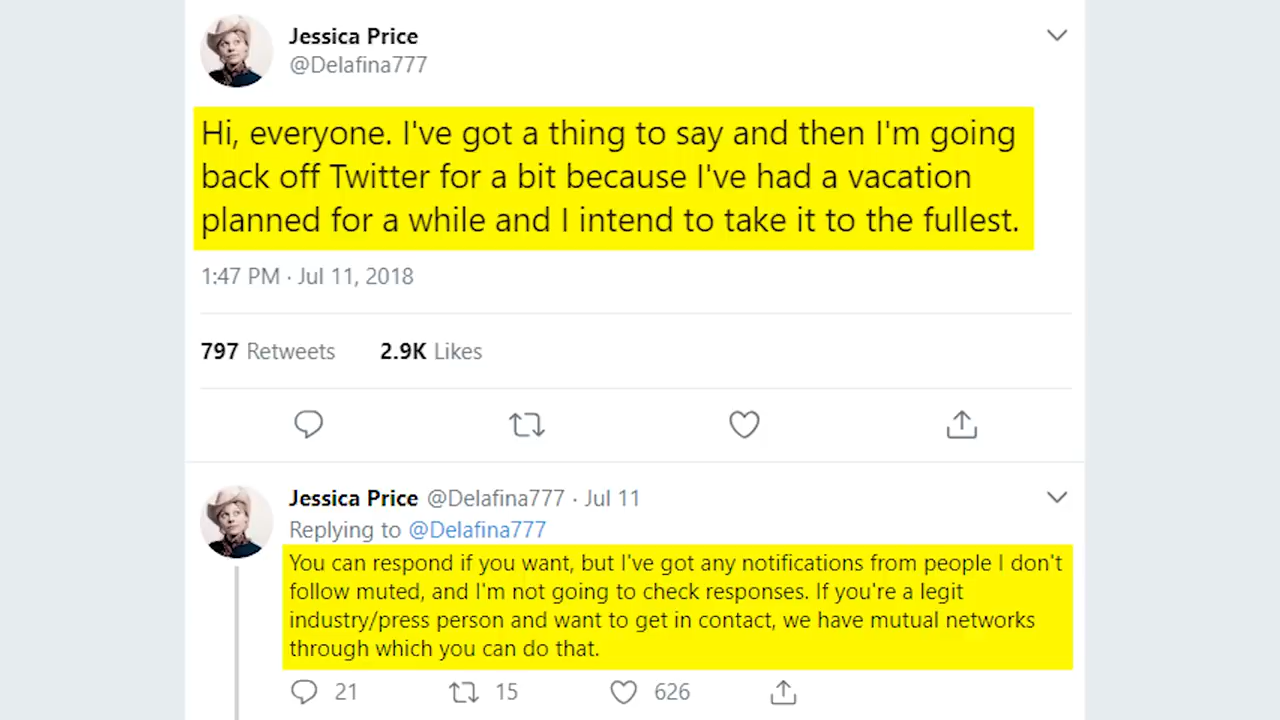 Jessica Price
@Delafina777
Hi, everyone. I've got a thing to say and then I'm going
back off Twitter for a bit because I've had a vacation
planned for a while and I intend to take it to the fullest.
1:47 PM · Jul 11, 2018
797 Retweets 2.9K Likes
Jessica Price @Delafina777 · Jul 11
Replying to @Delafina777
You can respond if you want, but I've got any notifications from people I don't
follow muted, and I'm not going to check responses. If you're a legit
industry/press person and want to get in contact, we have mutual networks
through which you can do that.
21 15 626